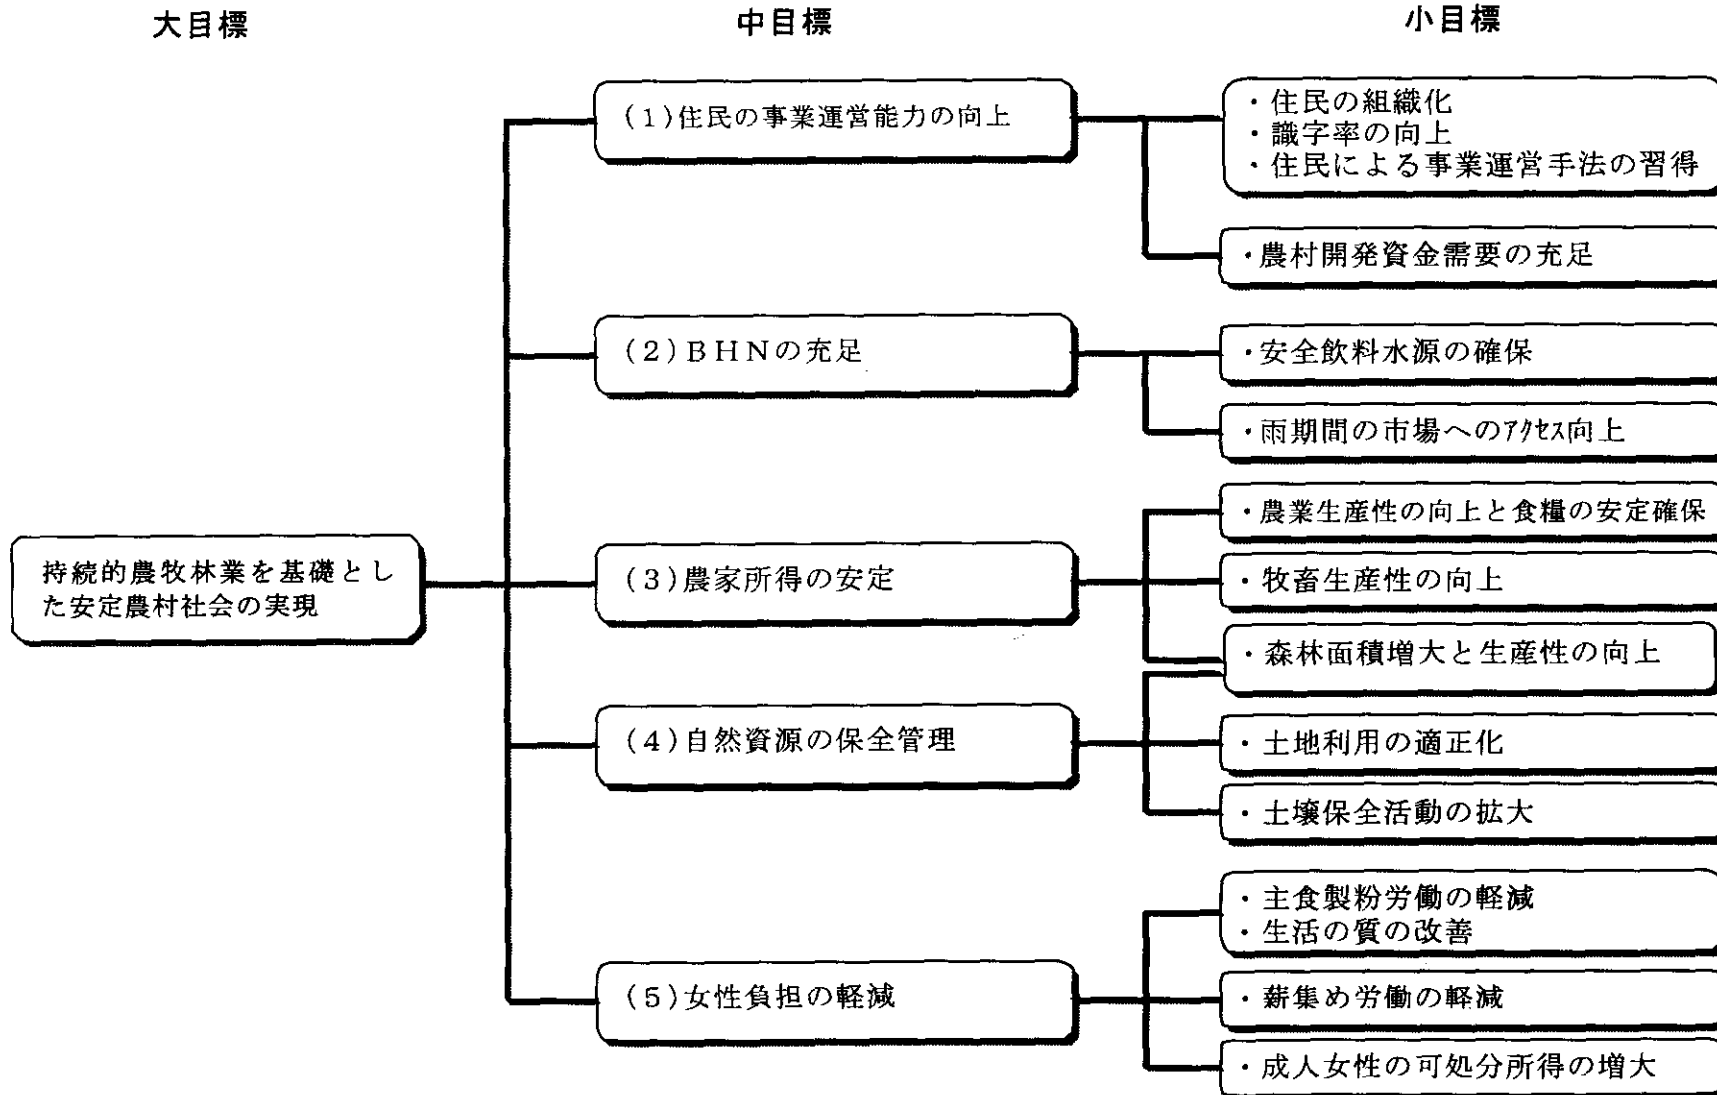 大目標
中目標
小目標
持続的農牧林業を基礎とし
た安定農村社会の実現
(1)住民の事業運営能力の向上
・住民の組織化
・識字率の向上
・住民による事業運営手法の習得
・農村開発資金需要の充足
(2)BHNの充足
・安全飲料水源の確保
・雨期間の市場へのｱｸｾｽ向上
(3)農家所得の安定
・農業生産性の向上と食糧の安定確保
・牧畜生産性の向上
・森林面積増大と生産性の向上
(4)自然資源の保全管理
・土地利用の適正化
・土壌保全活動の拡大
(5)女性負担の軽減
・主食製粉労働の軽減
・生活の質の改善
・薪集め労働の軽減
・成人女性の可処分所得の増大